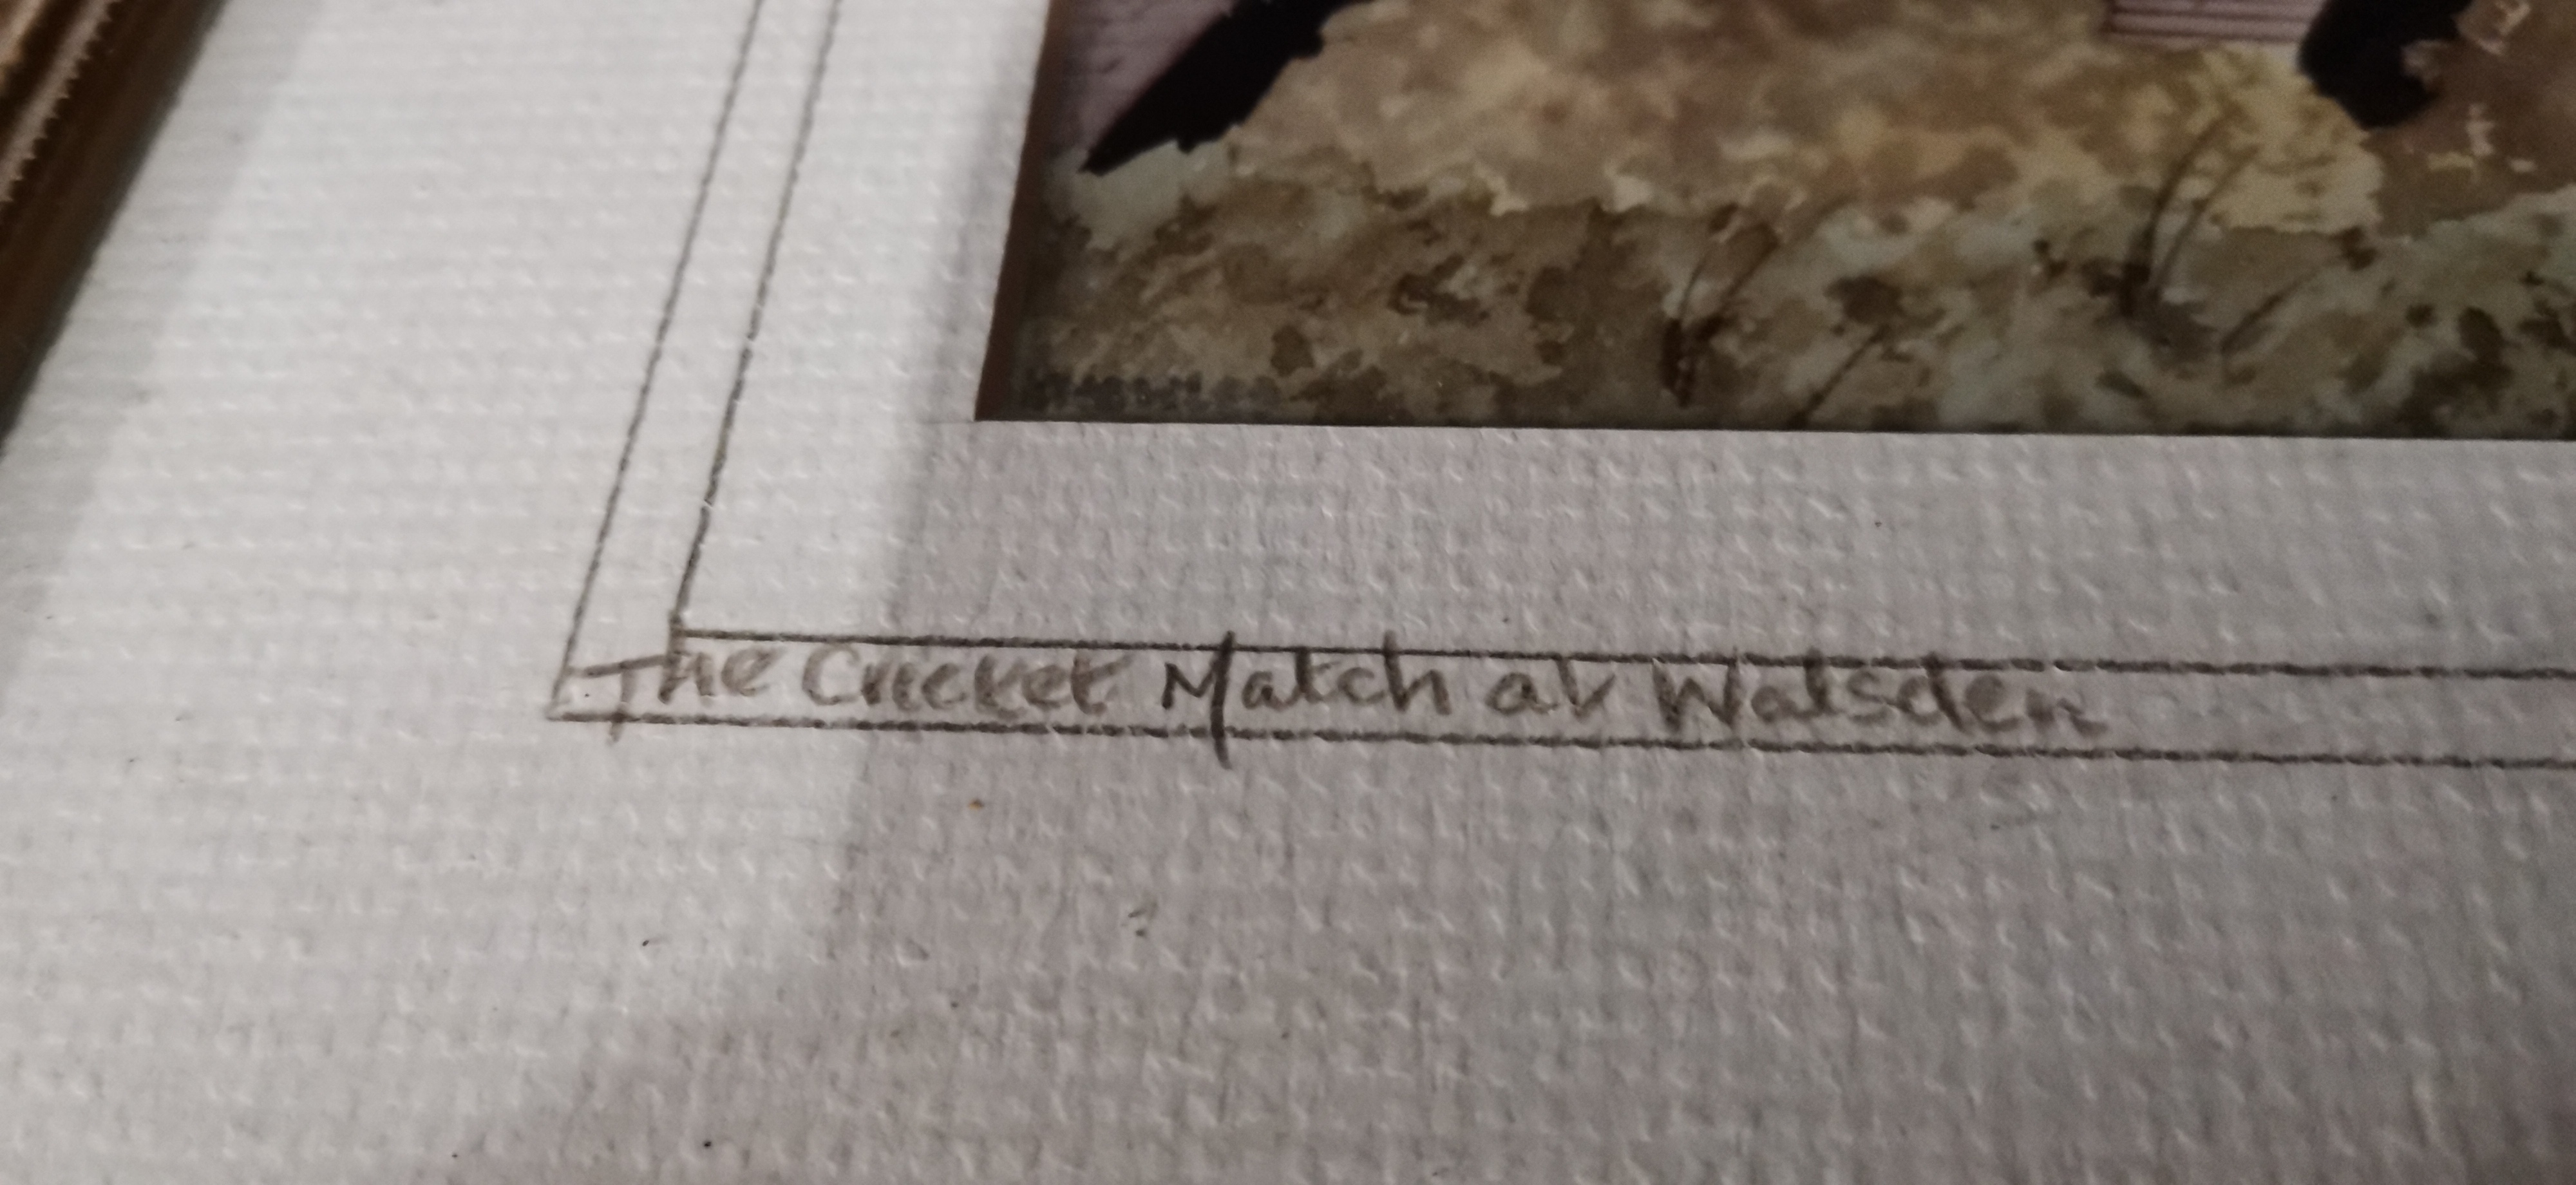 The Cricket Match at Walsden